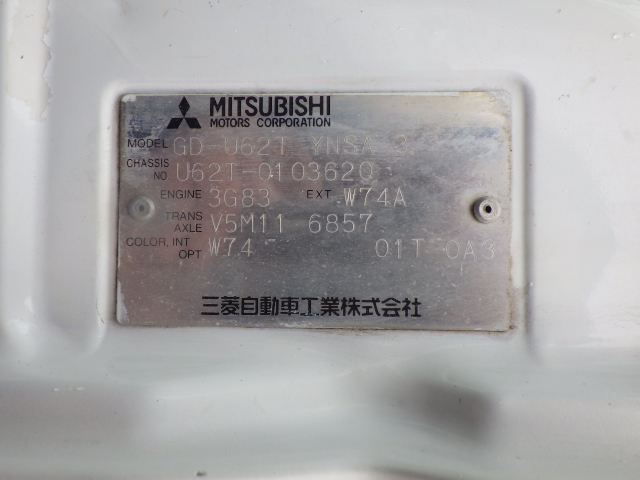 MITSUBISHI
MOTORS CORPORATION
MODEL GD-U62T YNSA
CHASSIS NO U62T-0103620
ENGINE 3G83 EXT W74A
TRANS AXLE V5M11 6857
COLOR, INT OPT W74 01T 0A3
三菱自動車工業株式会社